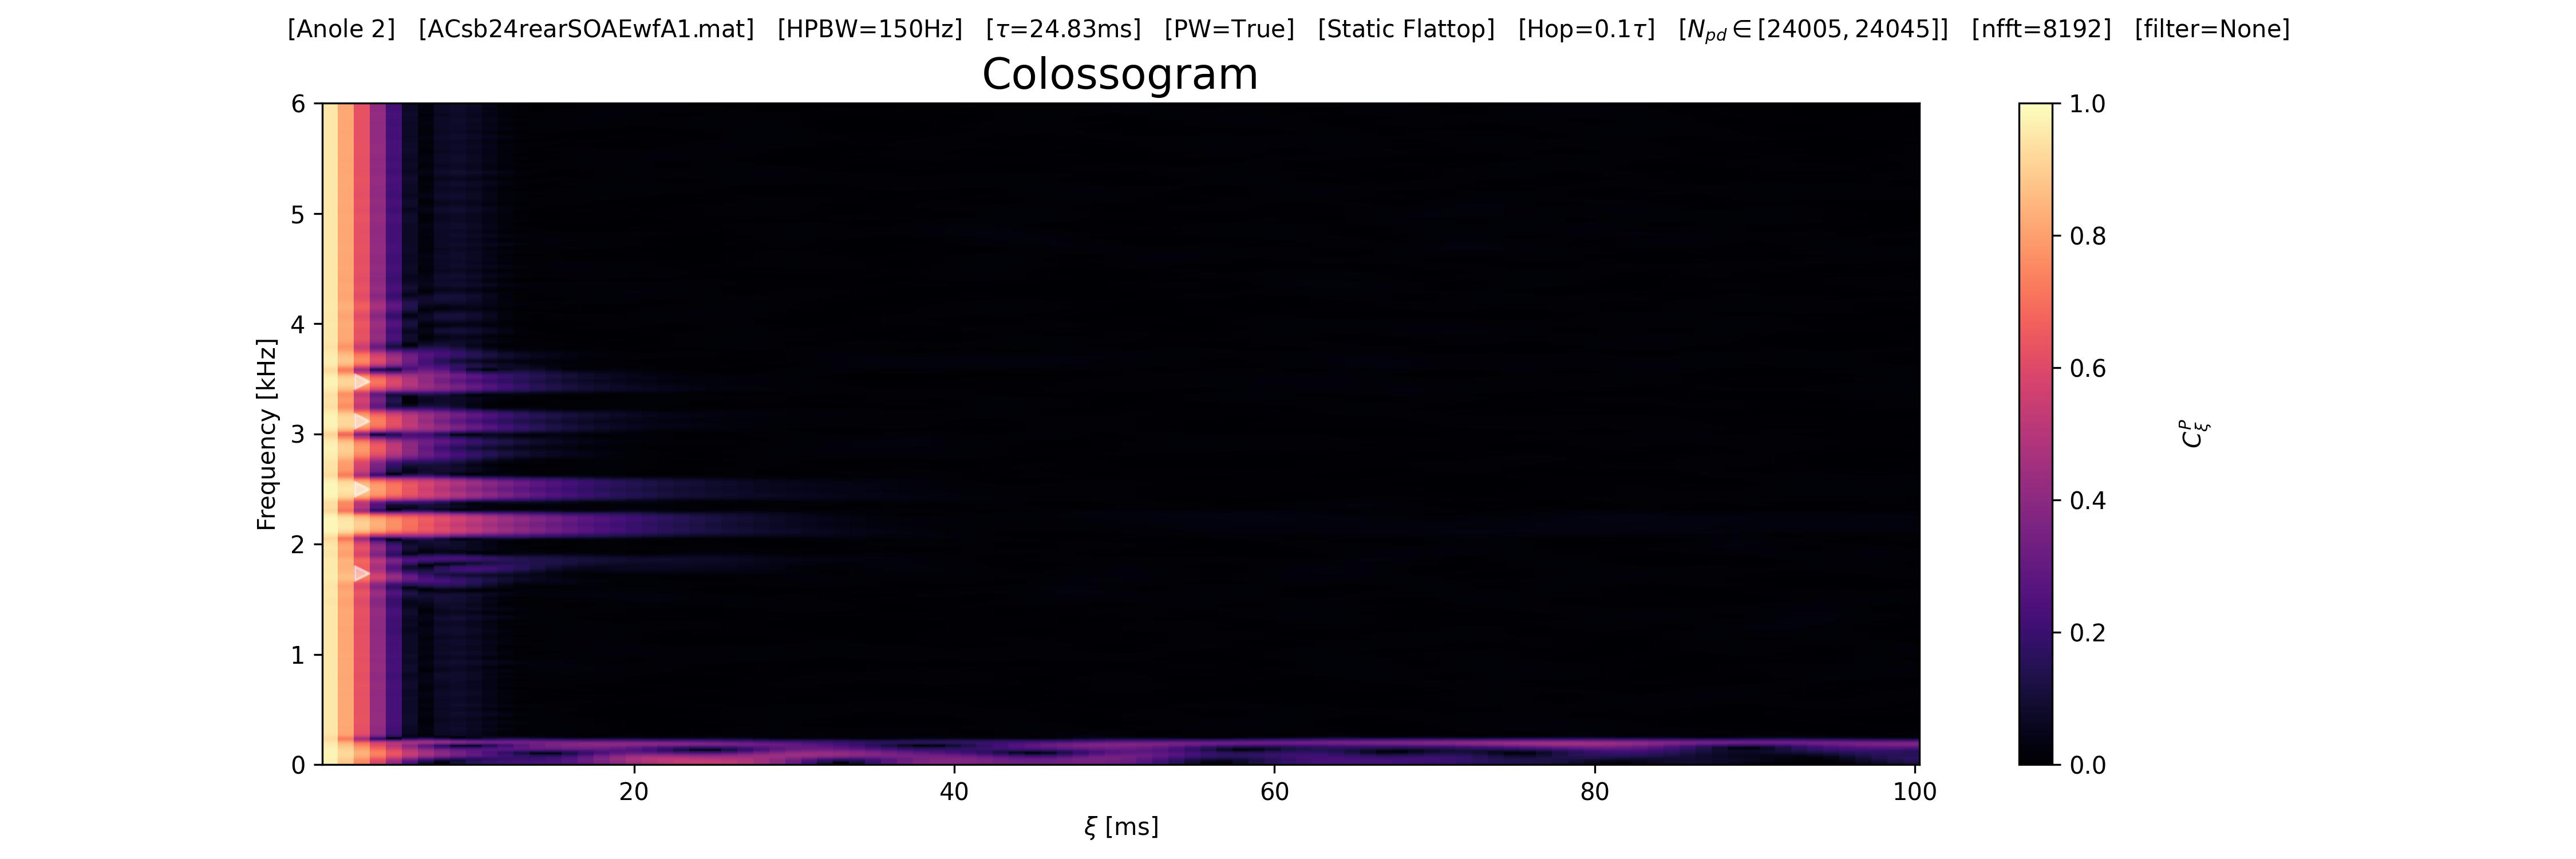 [Anole 2] [ACsb24rearSOAEwfA1.mat] [HPBW=150Hz] [τ=24.83ms] [PW=True] [Static Flattop] [Hop=0.1τ] [N_pd ∈ [24005, 24045]] [nfft=8192] [filter=None]
Colossogram
6
5
4
3
2
1
0
Frequency [kHz]
20 40 60 80 100
ξ [ms]
1.0
0.8
0.6
0.4
0.2
0.0
C_ξ^P